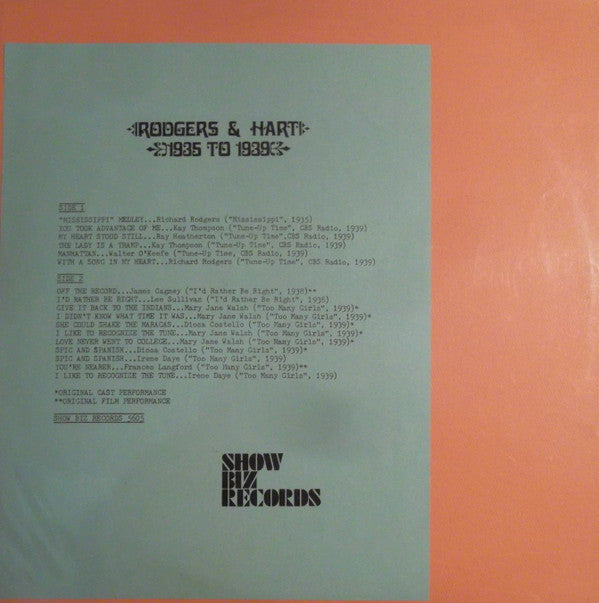 RODGERS & HART
1935 TO 1939
SIDE 1
"MISSISSIPPI" MEDLEY...Richard Rodgers ("Mississippi", 1935)
YOU TOOK ADVANTAGE OF ME...Kay Thompson ("Tune-Up Time", CBS Radio, 1939)
MY HEART STOOD STILL...Ray Heatherton ("Tune-Up Time",CBS Radio, 1939)
THE LADY IS A TRAMP...Kay Thompson ("Tune-Up Time", CBS Radio, 1939)
MANHATTAN...Walter O'Keefe ("Tune-Up Time, CBS Radio, 1939)
WITH A SONG IN MY HEART...Richard Rodgers ("Tune-Up Time", CBS Radio, 1939)
SIDE 2
OFF THE RECORD...James Cagney ("I'd Rather Be Right", 1938)**
I'D RATHER BE RIGHT...Lee Sullivan ("I'd Rather Be Right", 1938)
GIVE IT BACK TO THE INDIANS...Mary Jane Walsh ("Too Many Girls", 1939)*
I DIDN'T KNOW WHAT TIME IT WAS...Mary Jane Walsh ("Too Many Girls", 1939)*
SHE COULD SHAKE THE MARACAS...Diosa Costello ("Too Many Girls", 1939)*
I LIKE TO RECOGNIZE THE TUNE...Mary Jane Walsh ("Too Many Girls", 1939)*
LOVE NEVER WENT TO COLLEGE...Mary Jane Walsh ("Too Many Girls", 1939)*
SPIC AND SPANISH...Diosa Costello ("Too Many Girls", 1939)*
SPIC AND SPANISH...Irene Daye ("Too Many Girls", 1939)
YOU'RE NEARER...Frances Langford ("Too Many Girls", 1939)**
I LIKE TO RECOGNIZE THE TUNE...Irene Daye ("Too Many Girls", 1939)
*ORIGINAL CAST PERFORMANCE
**ORIGINAL FILM PERFORMANCE
SHOW BIZ RECORDS 5603
SHOW
BIZ
RECORDS